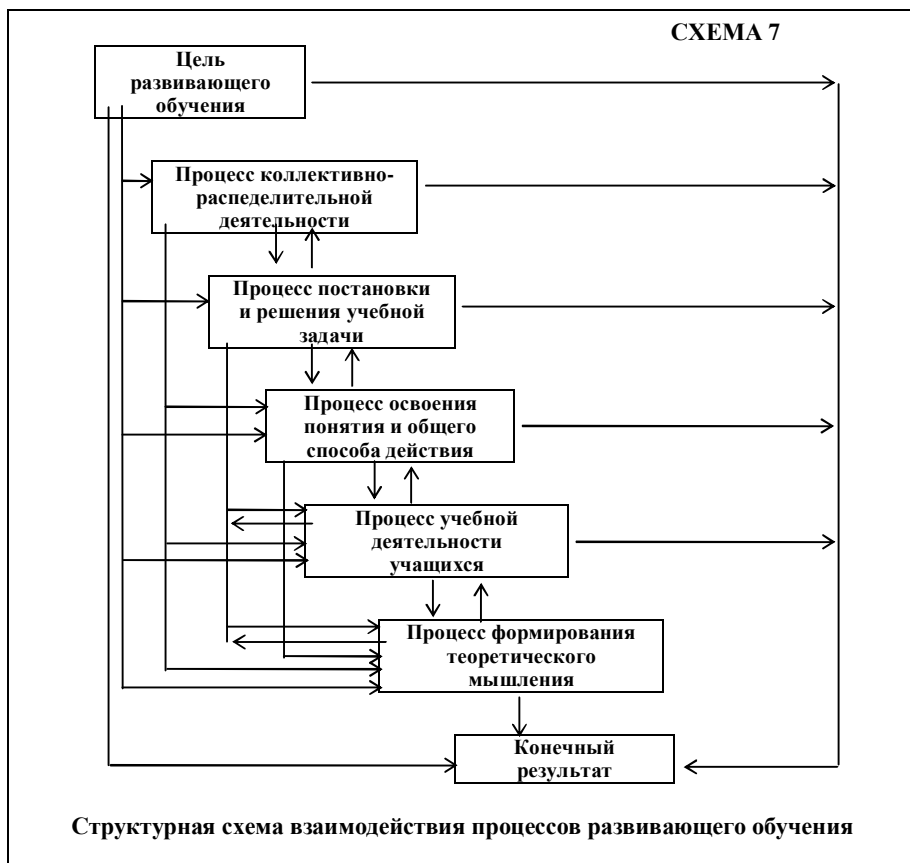 СХЕМА 7
Цель
развивающего
обучения
Процесс коллективно-
распеделительной
деятельности
Процесс постановки
и решения учебной
задачи
Процесс освоения
понятия и общего
способа действия
Процесс учебной
деятельности
учащихся
Процесс формирования
теоретического
мышления
Конечный
результат
Структурная схема взаимодействия процессов развивающего обучения